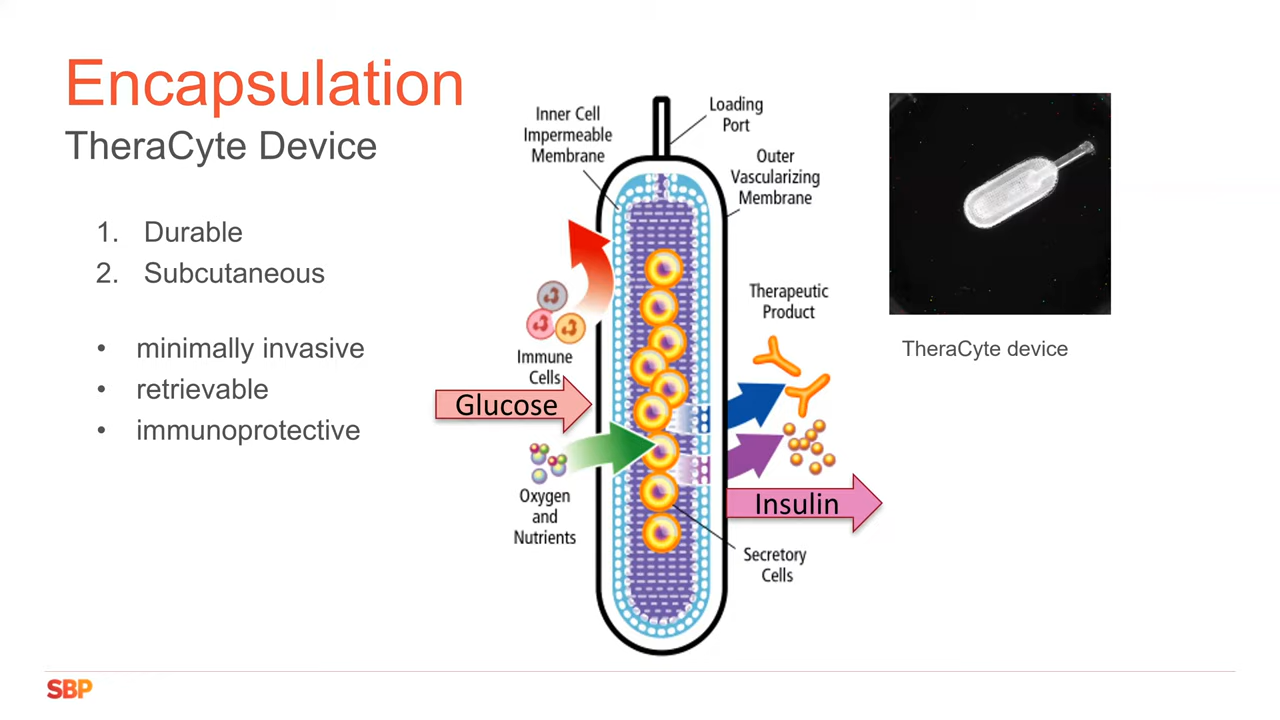 Encapsulation
TheraCyte Device
1. Durable
2. Subcutaneous
• minimally invasive
• retrievable
• immunoprotective
Inner Cell
Impermeable
Membrane
Loading
Port
Outer
Vascularizing
Membrane
Immune
Cells
Glucose
Oxygen
and
Nutrients
Therapeutic
Product
Insulin
Secretory
Cells
TheraCyte device
SBP